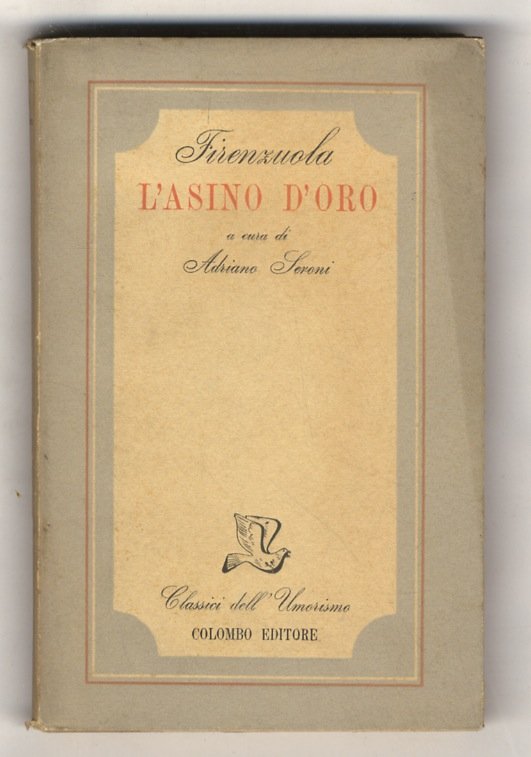 Firenzuola
L'ASINO D'ORO
a cura di
Adriano Seroni
Classici dell'Umorismo
COLOMBO EDITORE